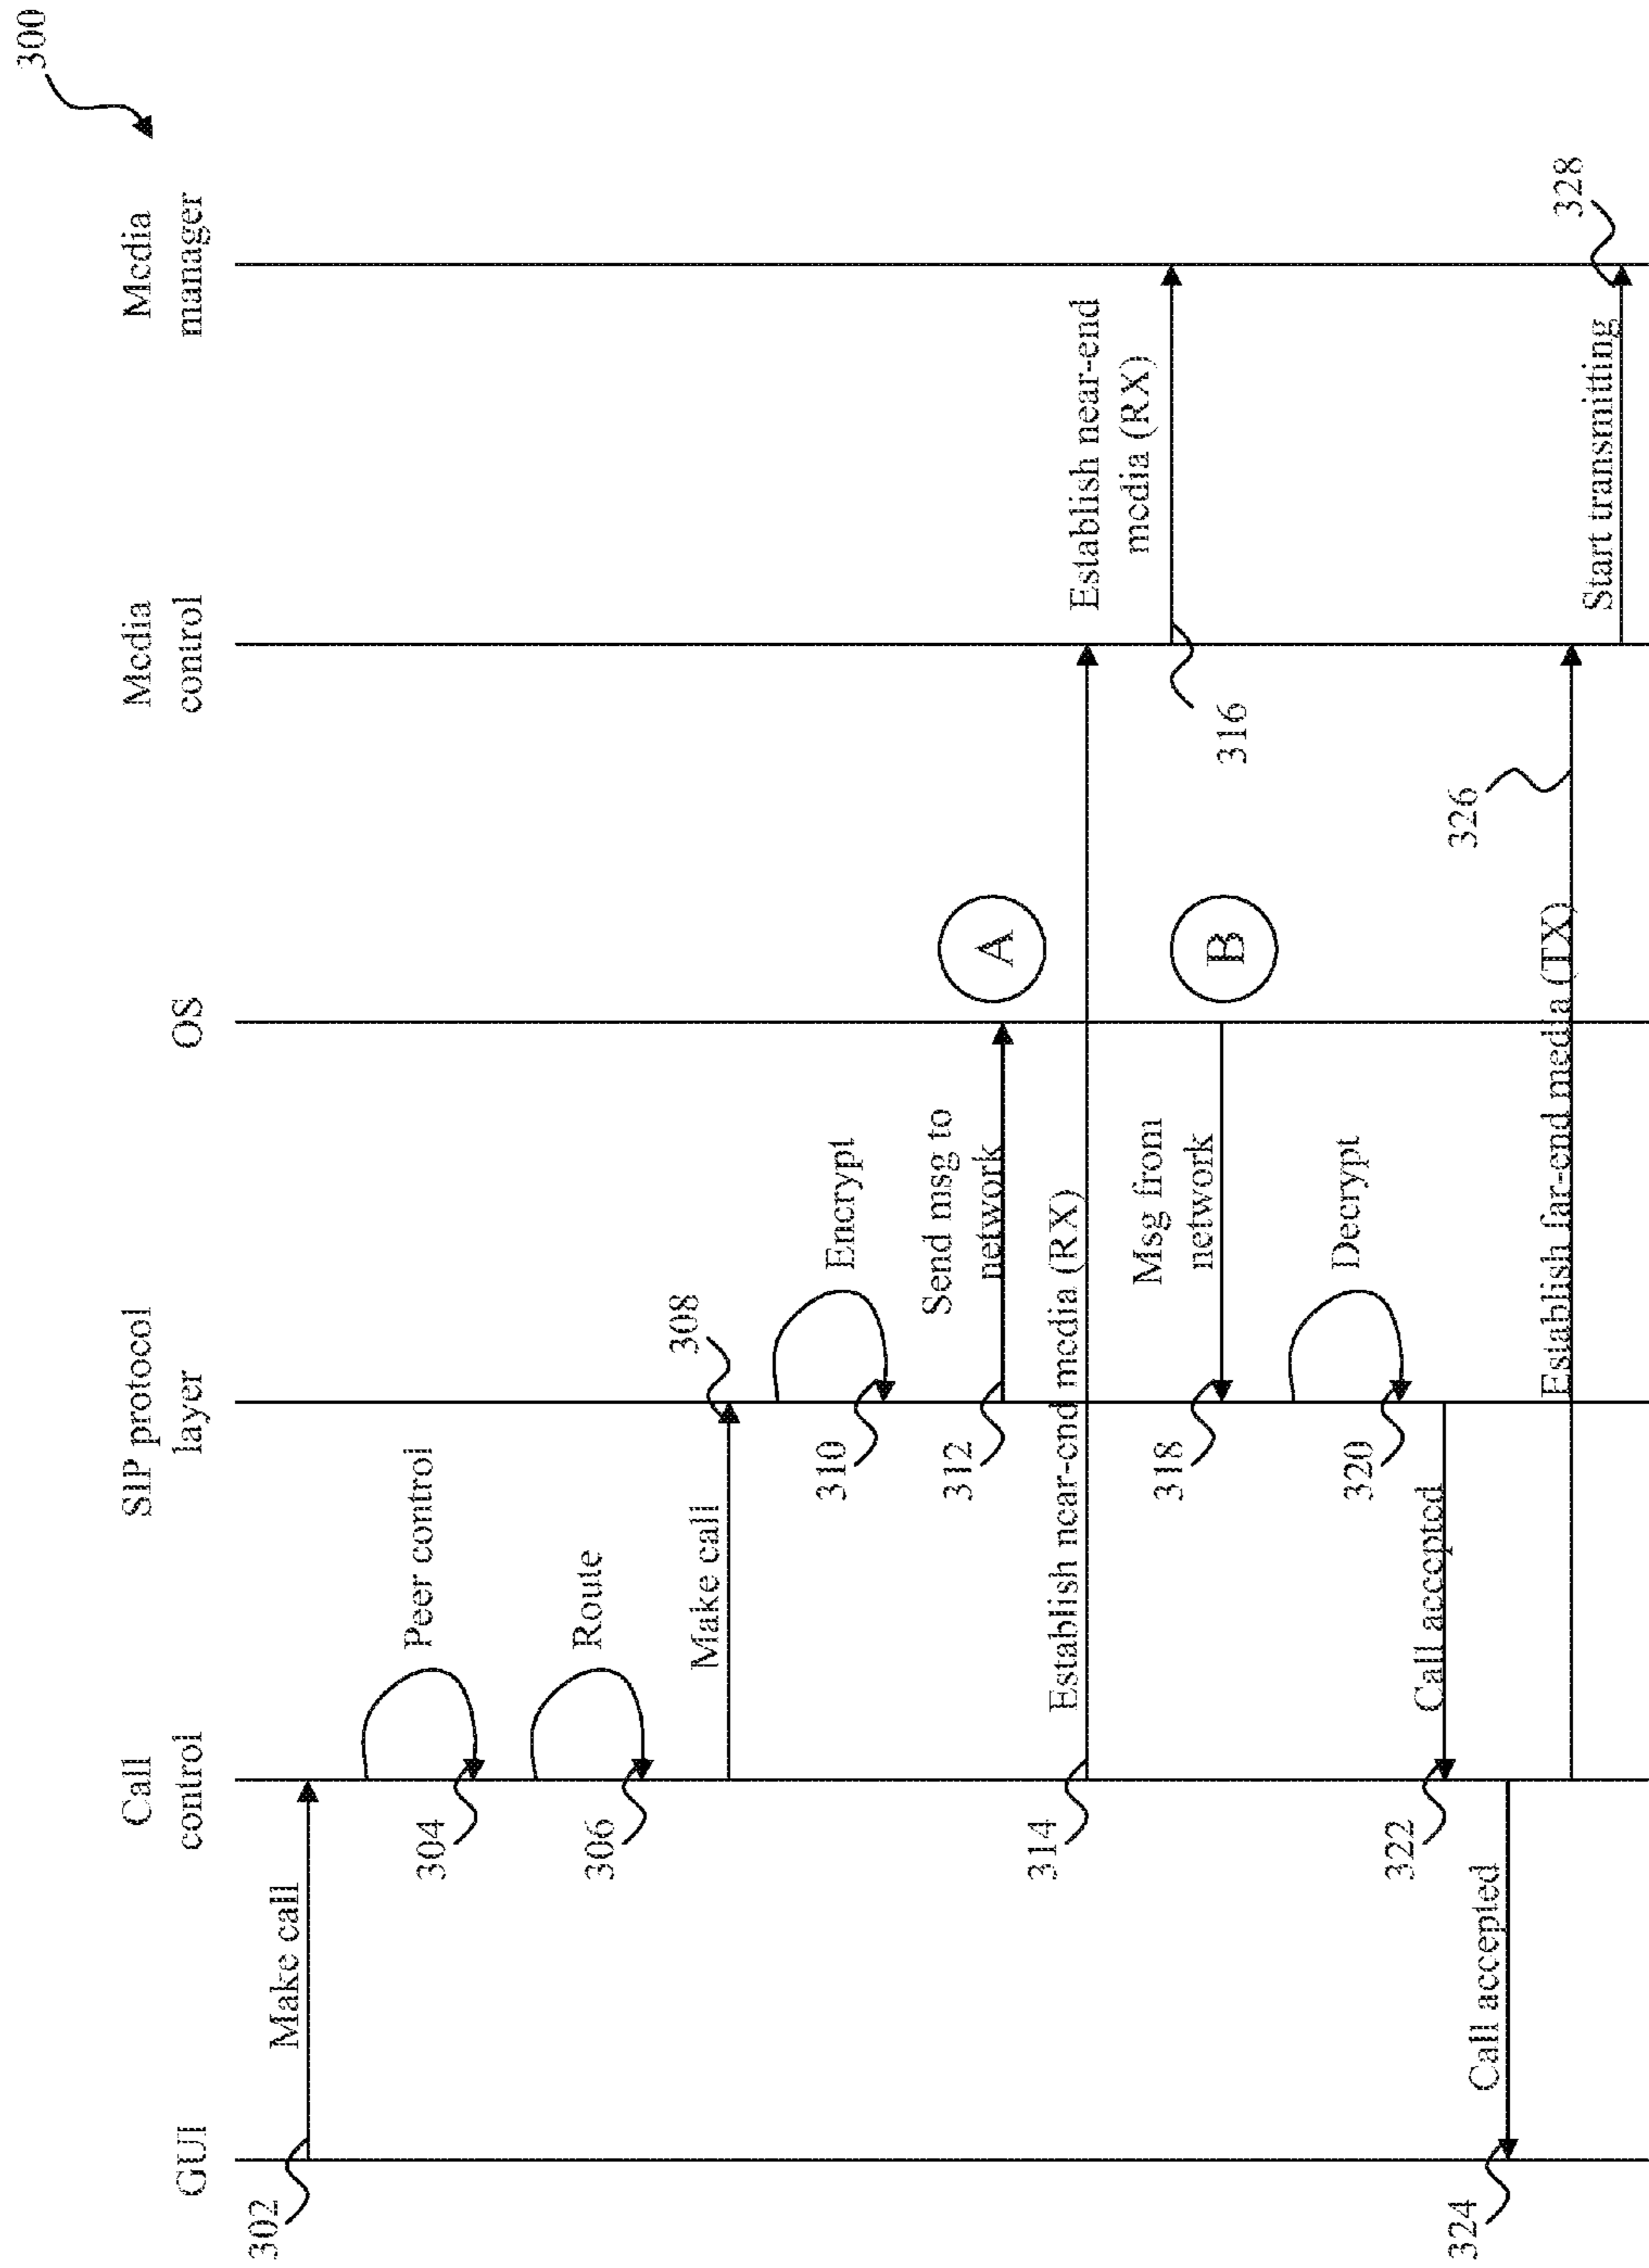 300
GUI
Call
control
SIP protocol
layer
OS
Media
control
Media
manager
302
Make call
Peer control
304
Route
306
Make call
308
Encrypt
310
Send msg to
network
312
A
Establish near-end media (RX)
314
Establish near-end
media (RX)
316
Msg from
network
318
B
Decrypt
320
Call accepted
322
Call accepted
324
Establish far-end media (TX)
326
Start transmitting
328